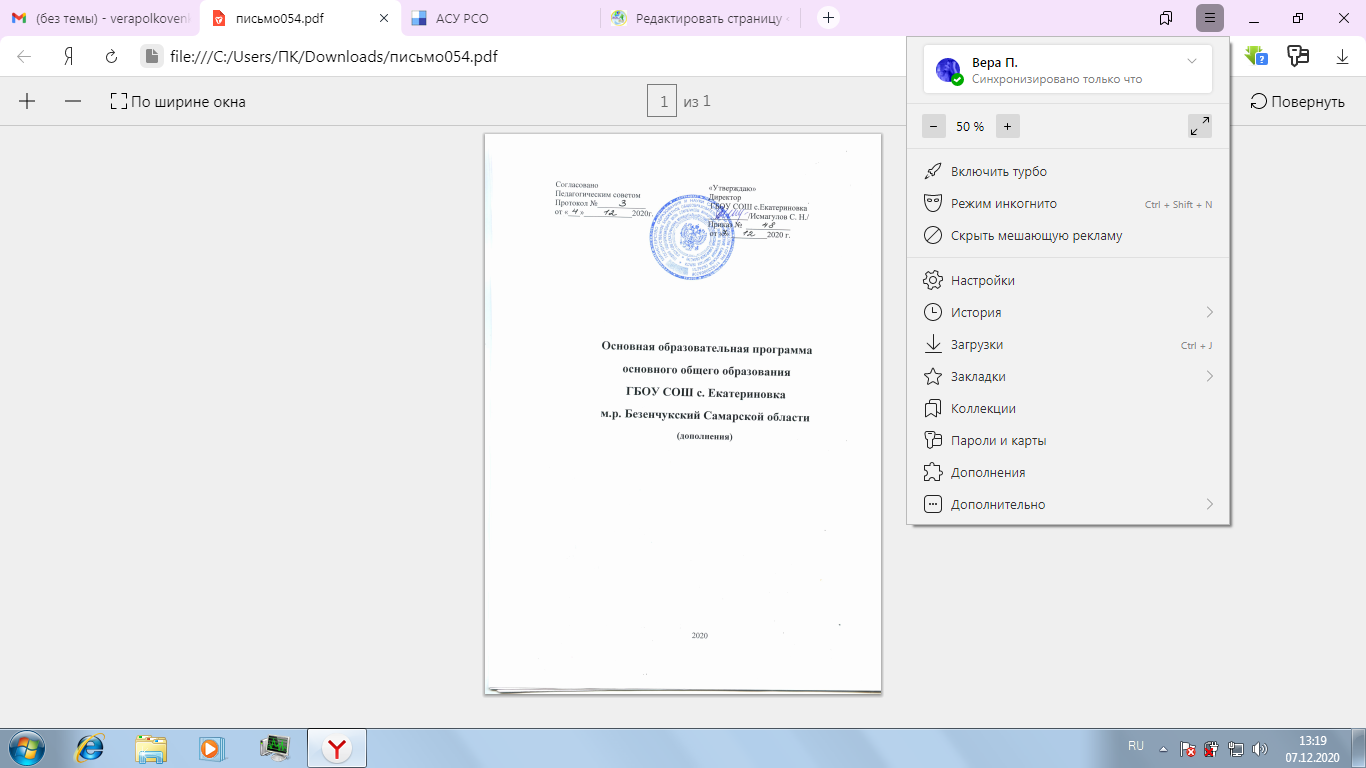 (без темы) - verapolkoven
письмо054.pdf
АСУ РСО
Редактировать страницу
file:///C:/Users/ПК/Downloads/письмо054.pdf
По ширине окна
1 из 1
Повернуть
Вера П.
Синхронизировано только что
50 %
Включить турбо
Режим инкогнито Ctrl + Shift + N
Скрыть мешающую рекламу
Настройки
История
Загрузки Ctrl + J
Закладки
Коллекции
Пароли и карты
Дополнения
Дополнительно
Согласовано
Педагогическим советом
Протокол № 3
от « 4 » 12 2020г.
«Утверждаю»
Директор
ГБОУ СОШ с.Екатериновка
/Исмагулов С. Н./
Приказ № 48
от 12 2020 г.
Основная образовательная программа
основного общего образования
ГБОУ СОШ с. Екатериновка
м.р. Безенчукский Самарской области
(дополнения)
2020
RU
13:19
07.12.2020